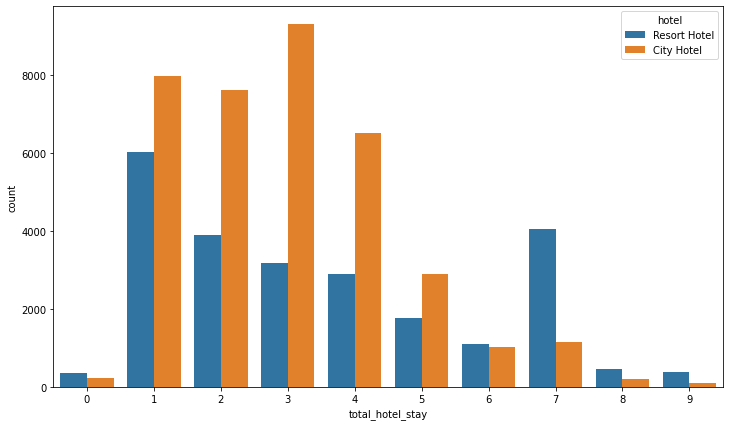 hotel
Resort Hotel
City Hotel
8000
6000
4000
2000
0
count
0 1 2 3 4 5 6 7 8 9
total_hotel_stay